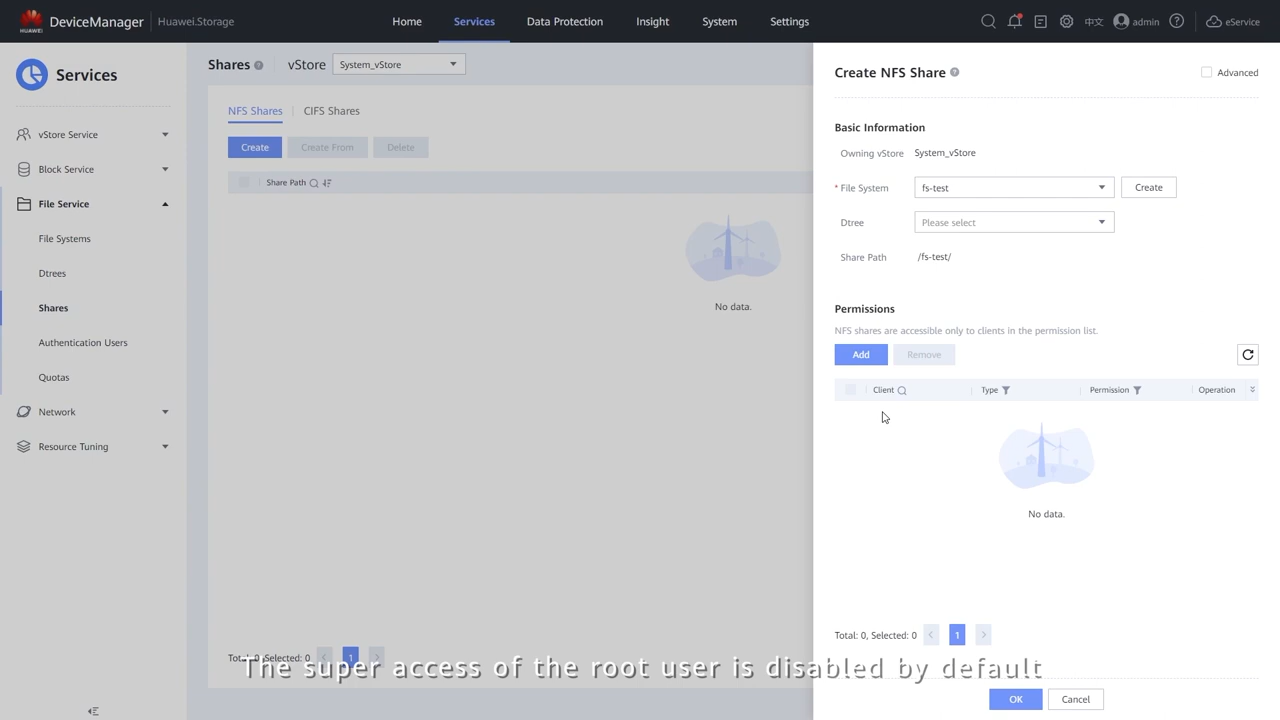 HUAWEI
DeviceManager
Huawei.Storage
Home
Services
Data Protection
Insight
System
Settings
中文
admin
eService
Services
vStore Service
Block Service
File Service
File Systems
Dtrees
Shares
Authentication Users
Quotas
Network
Resource Tuning
Shares
vStore
System_vStore
NFS Shares
CIFS Shares
Create
Create From
Delete
Share Path
No data.
Total: 0, Selected: 0
1
Create NFS Share
Advanced
Basic Information
Owning vStore
System_vStore
* File System
fs-test
Create
Dtree
Please select
Share Path
/fs-test/
Permissions
NFS shares are accessible only to clients in the permission list.
Add
Remove
Client
Type
Permission
Operation
No data.
Total: 0, Selected: 0
1
The super access of the root user is disabled by default
OK
Cancel